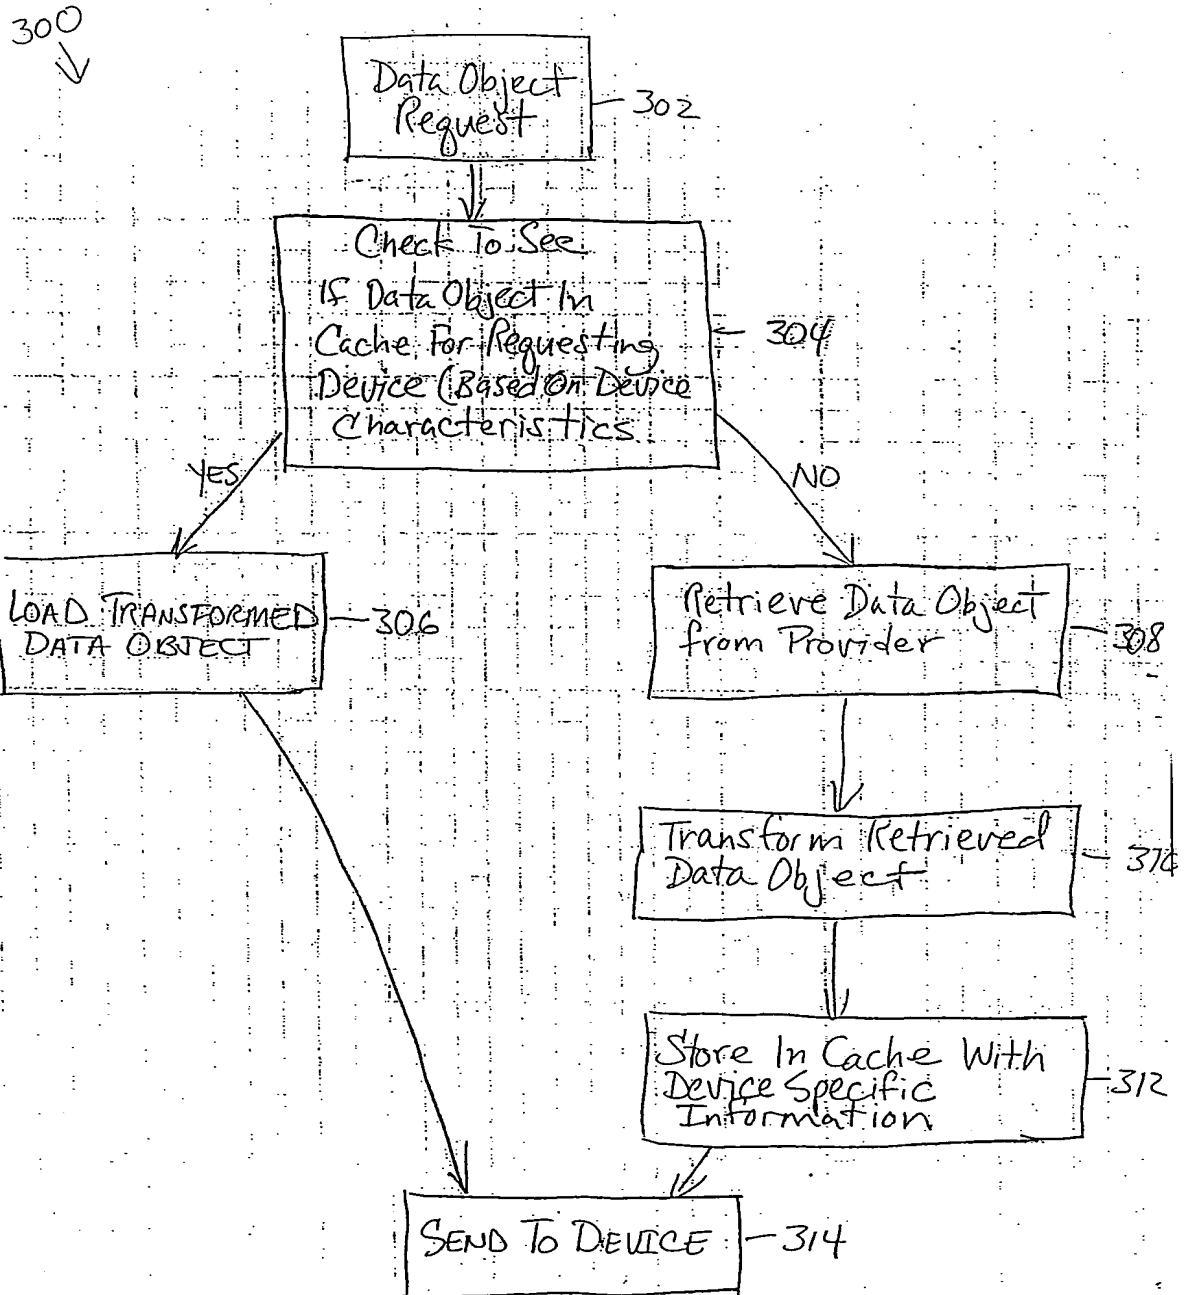 300
Data Object
Request
302
Check To See
If Data Object In
Cache For Requesting
Device (Based On Device
Characteristics
304
YES
NO
LOAD TRANSFORMED
DATA OBJECT
306
Retrieve Data Object
from Provider
308
Transform Retrieved
Data Object
310
Store In Cache With
Device Specific
Information
312
SEND TO DEVICE
314